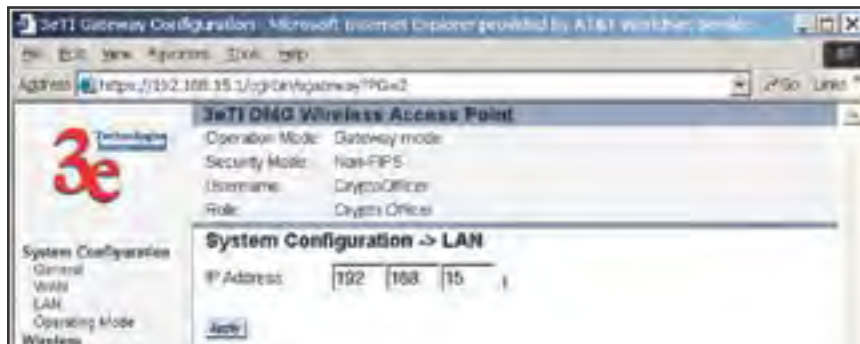 3eTI Gateway Configuration - Microsoft Internet Explorer provided by AT&T WorldNet Service
Edit View Favorites Tools Help
Address https://192.168.15.1/cgi-bin/sgateway?PG=2 Go Links
3eTI DMG Wireless Access Point
Technologies
3e
Operation Mode: Gateway mode
Security Mode: Non-FIPS
Username: CryptoOfficer
Role: Crypto Officer
System Configuration -> LAN
System Configuration
General
WAN
LAN
Operating Mode
Wireless
IP Address: 192 168 15 .1
Apply